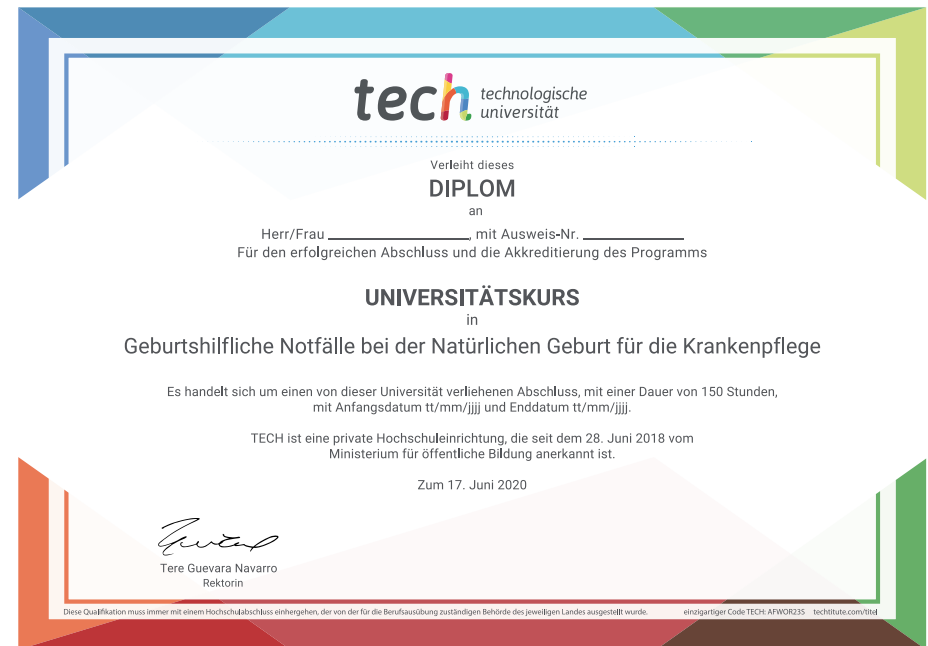 tech technologische
universität
Verleiht dieses
DIPLOM
an
Herr/Frau ______________, mit Ausweis-Nr. ______________
Für den erfolgreichen Abschluss und die Akkreditierung des Programms
UNIVERSITÄTSKURS
in
Geburtshilfliche Notfälle bei der Natürlichen Geburt für die Krankenpflege
Es handelt sich um einen von dieser Universität verliehenen Abschluss, mit einer Dauer von 150 Stunden,
mit Anfangsdatum tt/mm/jjjj und Enddatum tt/mm/jjjj.
TECH ist eine private Hochschuleinrichtung, die seit dem 28. Juni 2018 vom
Ministerium für öffentliche Bildung anerkannt ist.
Zum 17. Juni 2020
Tere Guevara Navarro
Rektorin
Diese Qualifikation muss immer mit einem Hochschulabschluss einhergehen, der von der für die Berufsausübung zuständigen Behörde des jeweiligen Landes ausgestellt wurde. einzigartiger Code TECH: AFWOR235 techtitute.com/titel